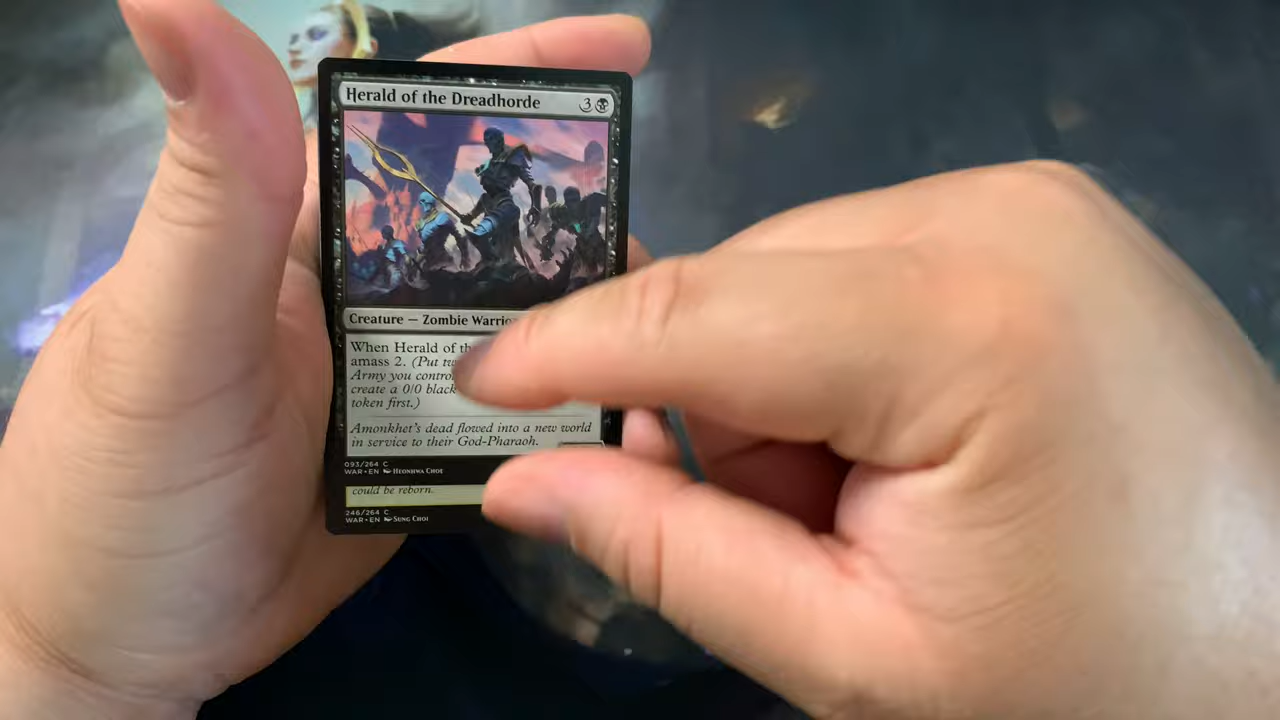 Herald of the Dreadhorde 3
Creature — Zombie Warrio
When Herald of th
amass 2. (Put tw
Army you contro
create a 0/0 black
token first.)
Amonkhet's dead flowed into a new world
in service to their God-Pharaoh.
093/264 C
WAR • EN Heonhwa Choe
could be reborn.
246/264 C
WAR • EN Sung Choi